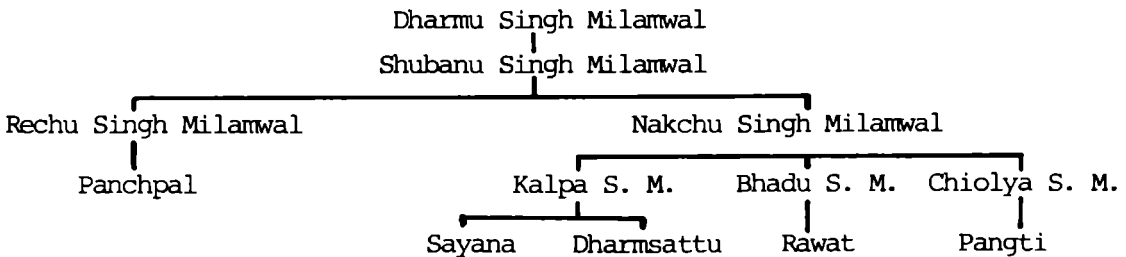 Dharmu Singh Milamwal
Shubanu Singh Milamwal
Rechu Singh Milamwal Nakchu Singh Milamwal
Panchpal Kalpa S. M. Bhadu S. M. Chiolya S. M.
Sayana Dharmsattu Rawat Pangti